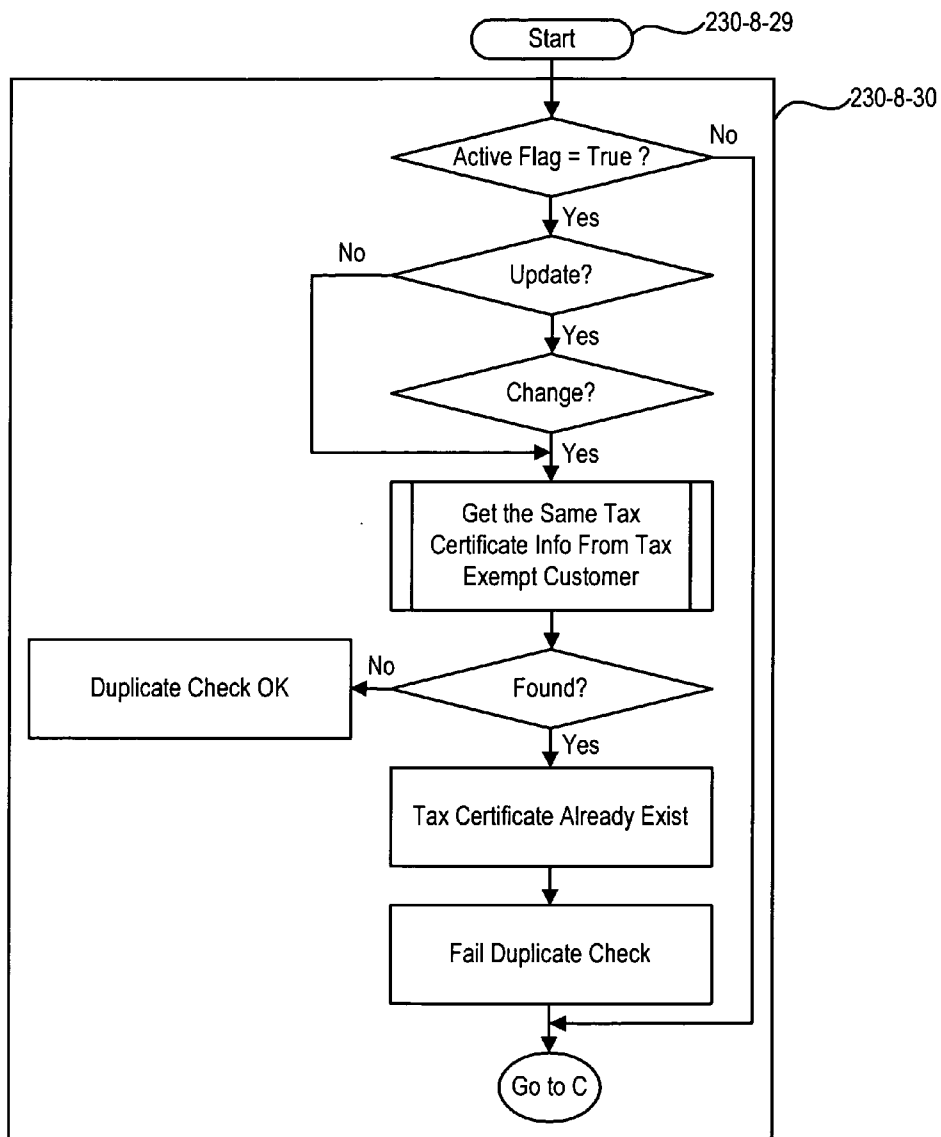 Start
230-8-29
230-8-30
No
Active Flag = True ?
Yes
No
Update?
Yes
Change?
Yes
Get the Same Tax
Certificate Info From Tax
Exempt Customer
No
Duplicate Check OK
Found?
Yes
Tax Certificate Already Exist
Fail Duplicate Check
Go to C